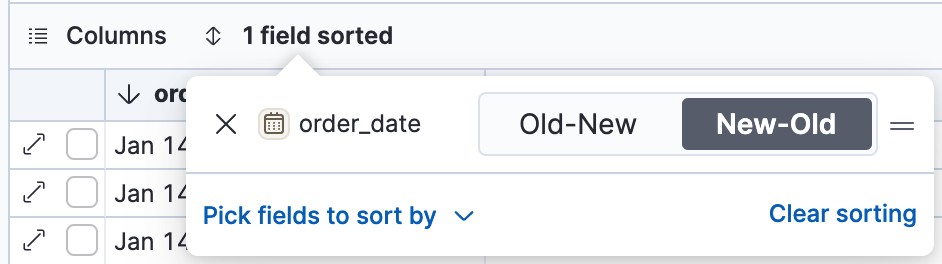 Columns 1 field sorted
order_date Old-New New-Old
Jan 14
Jan 14
Pick fields to sort by Clear sorting
Jan 14